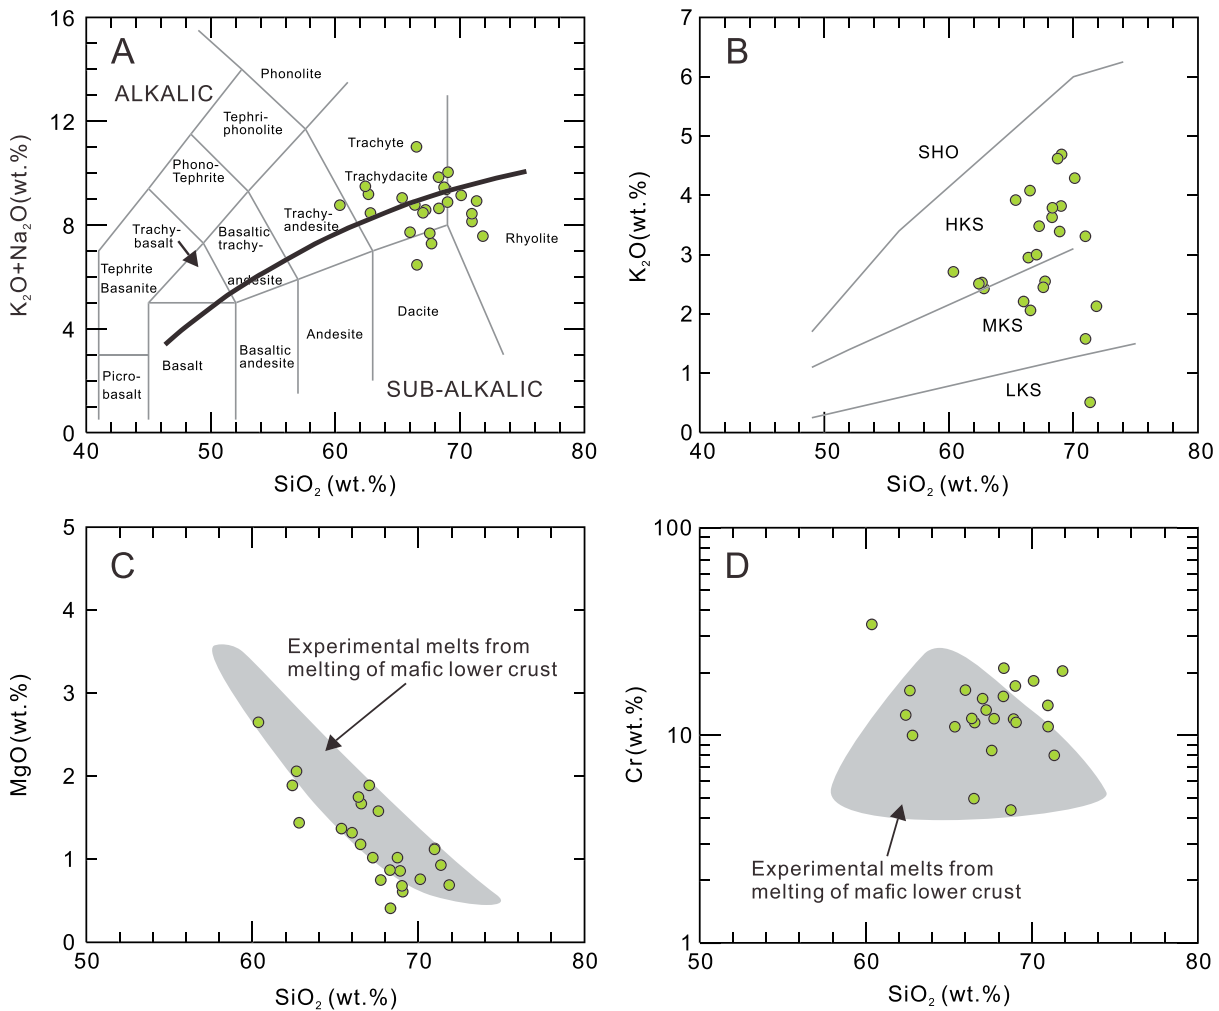 A
ALKALIC
Phonolite
Tephri-
phonolite
Trachyte
Phono-
Tephrite
Trachydacite
Trachy-
andesite
Trachy-
basalt
Basaltic
trachy-
andesite
Rhyolite
Tephrite
Basanite
Dacite
Andesite
Basaltic
andesite
Basalt
Picro-
basalt
SUB-ALKALIC
16
12
8
4
0
40
50
60
70
80
K2O+Na2O(wt.%)
SiO2 (wt.%)
B
SHO
HKS
MKS
LKS
7
6
5
4
3
2
1
0
40
50
60
70
80
K2O(wt.%)
SiO2 (wt.%)
C
Experimental melts from
melting of mafic lower crust
5
4
3
2
1
0
50
60
70
80
MgO(wt.%)
SiO2 (wt.%)
D
Experimental melts from
melting of mafic lower crust
100
10
1
50
60
70
80
Cr(wt.%)
SiO2 (wt.%)